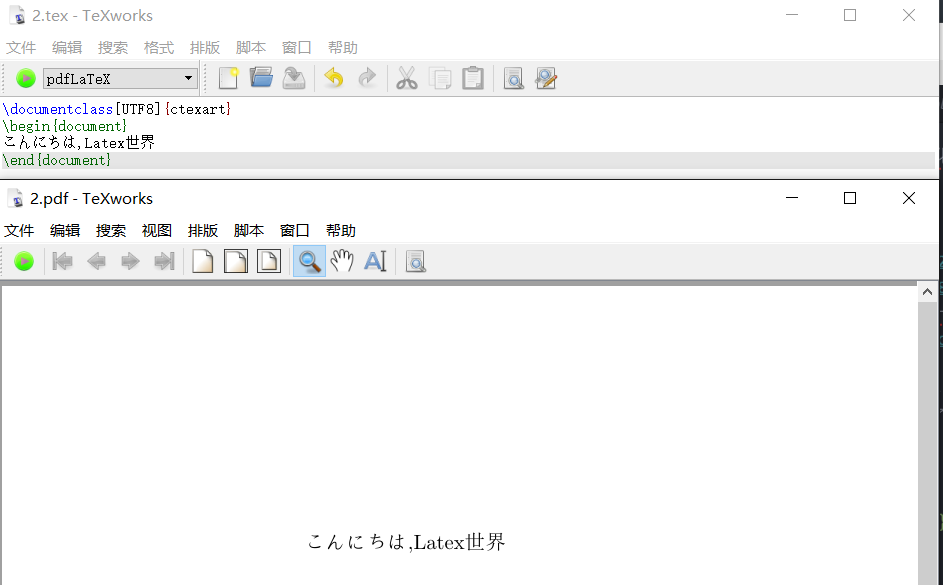 2.tex - TeXworks
文件 编辑 搜索 格式 排版 脚本 窗口 帮助
pdfLaTeX
\documentclass[UTF8]{ctexart}
\begin{document}
こんにちは,Latex世界
\end{document}
2.pdf - TeXworks
文件 编辑 搜索 视图 排版 脚本 窗口 帮助
こんにちは,Latex世界